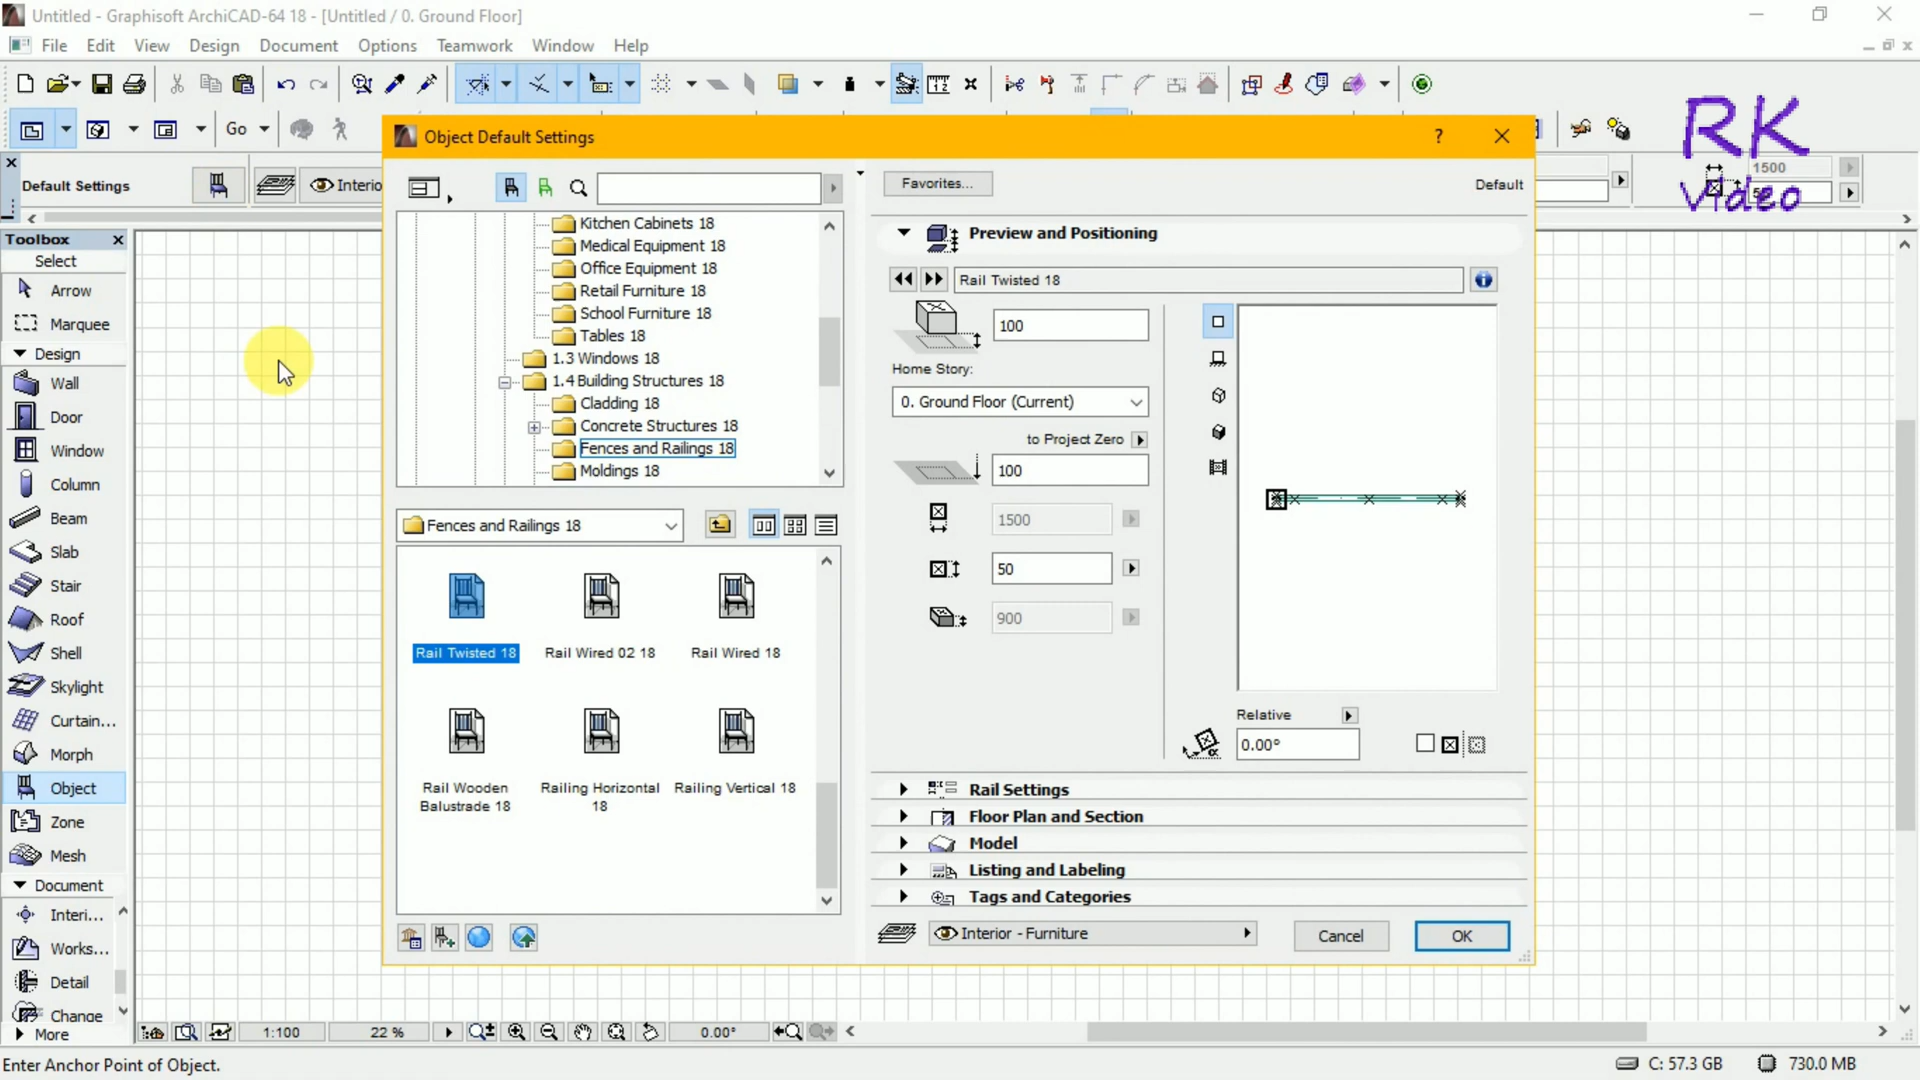 Untitled - Graphisoft ArchiCAD-64 18 - [Untitled / 0. Ground Floor]
File Edit View Design Document Options Teamwork Window Help
Go
RK
video
Object Default Settings
?
Default Settings
Interio
Favorites...
Default
1500
Toolbox
Select
Arrow
Marquee
Design
Wall
Door
Window
Column
Beam
Slab
Stair
Roof
Shell
Skylight
Curtain...
Morph
Object
Zone
Mesh
Document
Interi...
Works...
Detail
Change
More
Kitchen Cabinets 18
Medical Equipment 18
Office Equipment 18
Retail Furniture 18
School Furniture 18
Tables 18
1.3 Windows 18
1.4 Building Structures 18
Cladding 18
Concrete Structures 18
Fences and Railings 18
Moldings 18
Fences and Railings 18
Rail Twisted 18
Rail Wired 02 18
Rail Wired 18
Rail Wooden
Balustrade 18
Railing Horizontal
18
Railing Vertical 18
Preview and Positioning
Rail Twisted 18
100
Home Story:
0. Ground Floor (Current)
to Project Zero
100
1500
50
900
Relative
0.00°
Rail Settings
Floor Plan and Section
Model
Listing and Labeling
Tags and Categories
Interior - Furniture
Cancel
OK
1:100
22 %
0.00°
Enter Anchor Point of Object.
C: 57.3 GB
730.0 MB